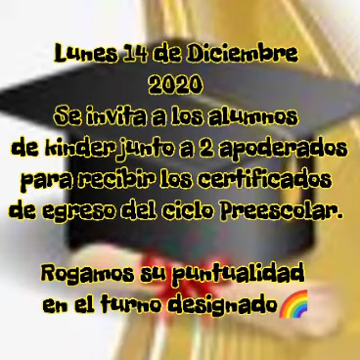 Lunes 14 de Diciembre
2020
Se invita a los alumnos
de kinder junto a 2 apoderados
para recibir los certificados
de egreso del ciclo Preescolar.
Rogamos su puntualidad
en el turno designado🌈